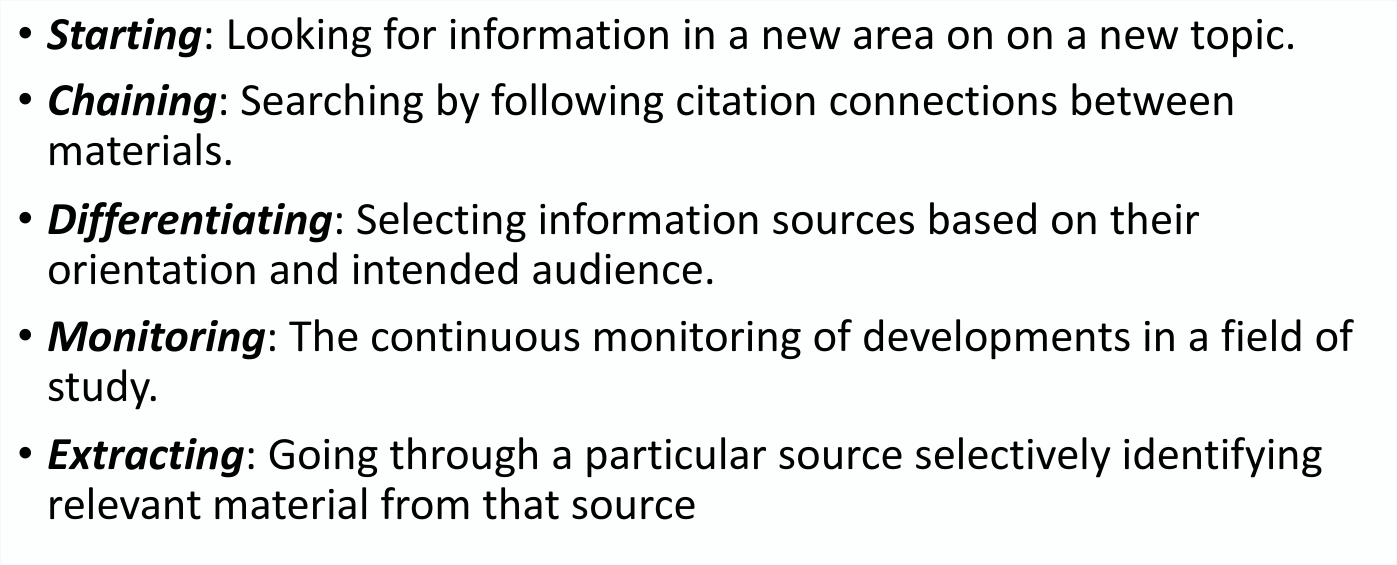 • Starting: Looking for information in a new area on on a new topic.
• Chaining: Searching by following citation connections between
materials.
• Differentiating: Selecting information sources based on their
orientation and intended audience.
• Monitoring: The continuous monitoring of developments in a field of
study.
• Extracting: Going through a particular source selectively identifying
relevant material from that source